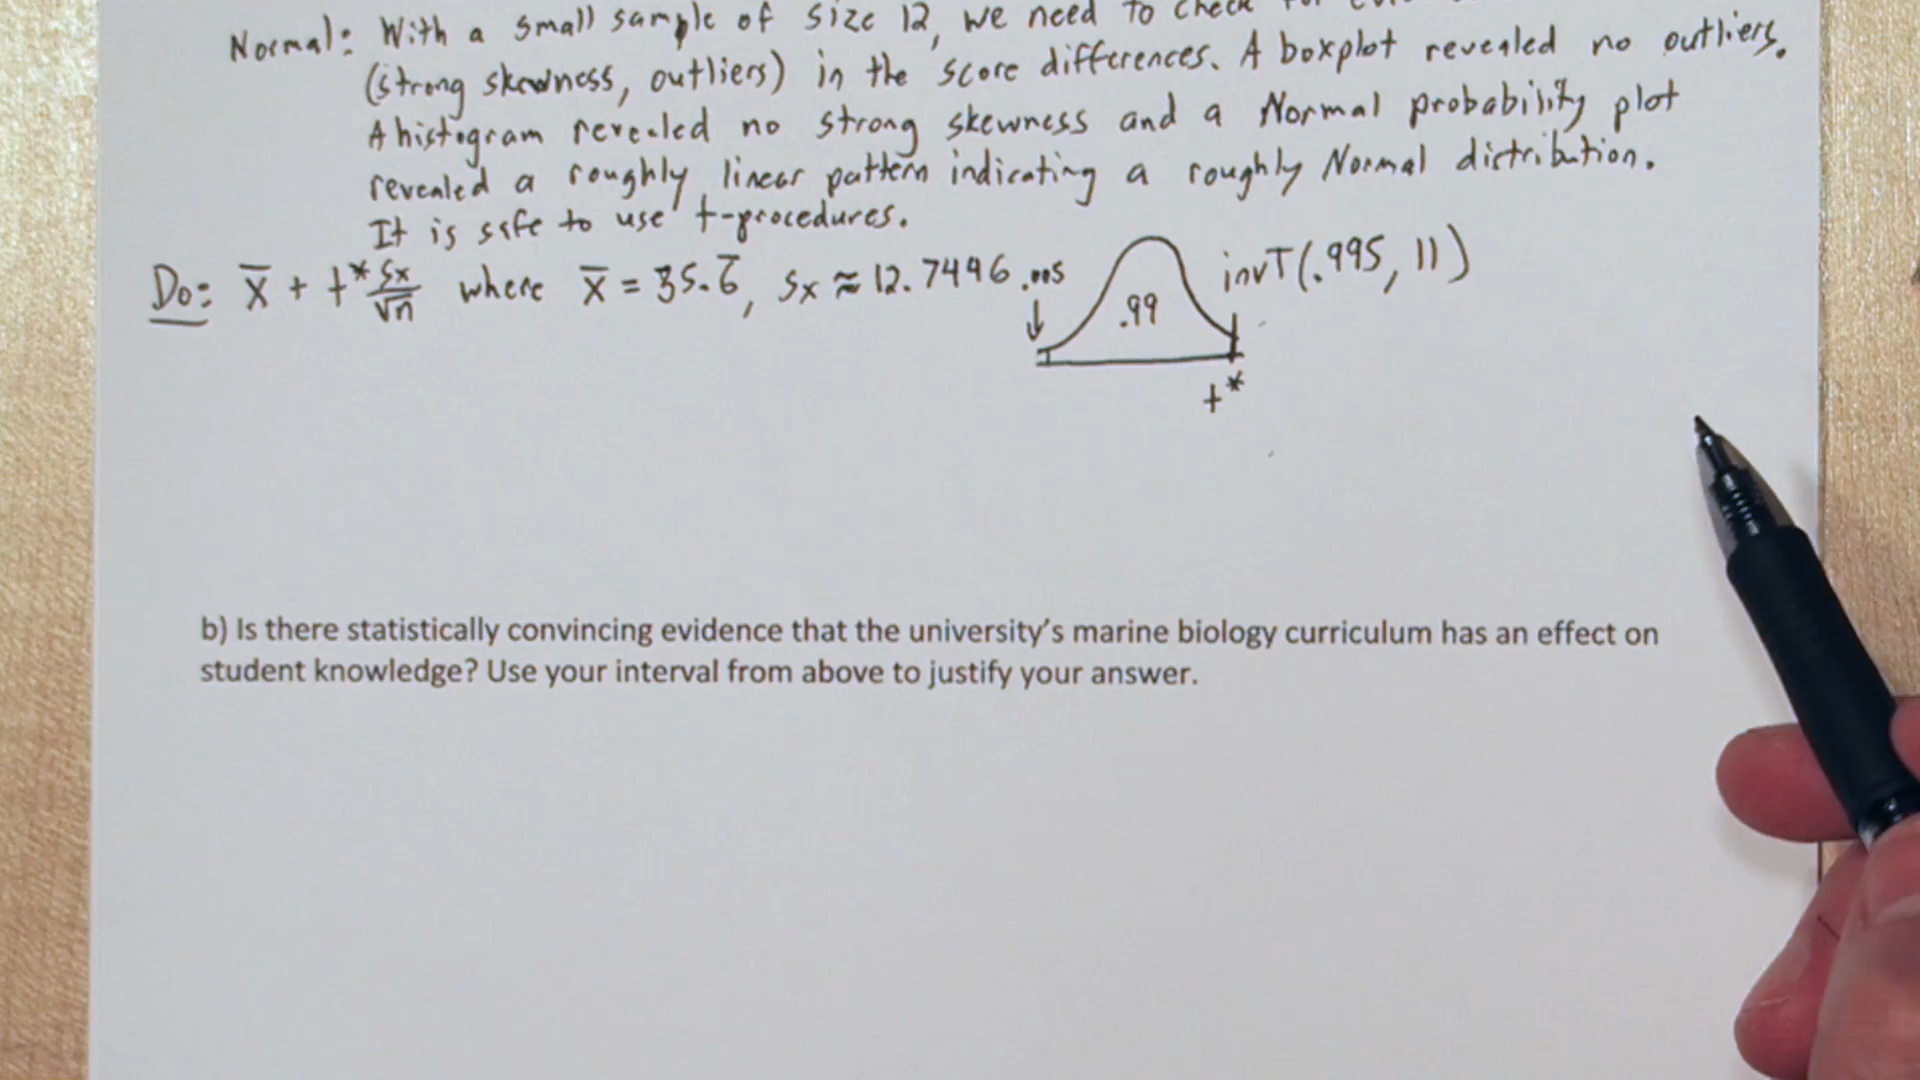 Normal: With a small sample of size 12, we need to check for
(strong skewness, outliers) in the score differences. A boxplot revealed no outliers.
A histogram revealed no strong skewness and a Normal probability plot
revealed a roughly linear pattern indicating a roughly Normal distribution.
It is safe to use t-procedures.
Do: x̄ + t* sx/√n where x̄ = 35.6̄, sx ≈ 12.7496 .005 .99 invT(.995, 11)
t*
b) Is there statistically convincing evidence that the university's marine biology curriculum has an effect on
student knowledge? Use your interval from above to justify your answer.